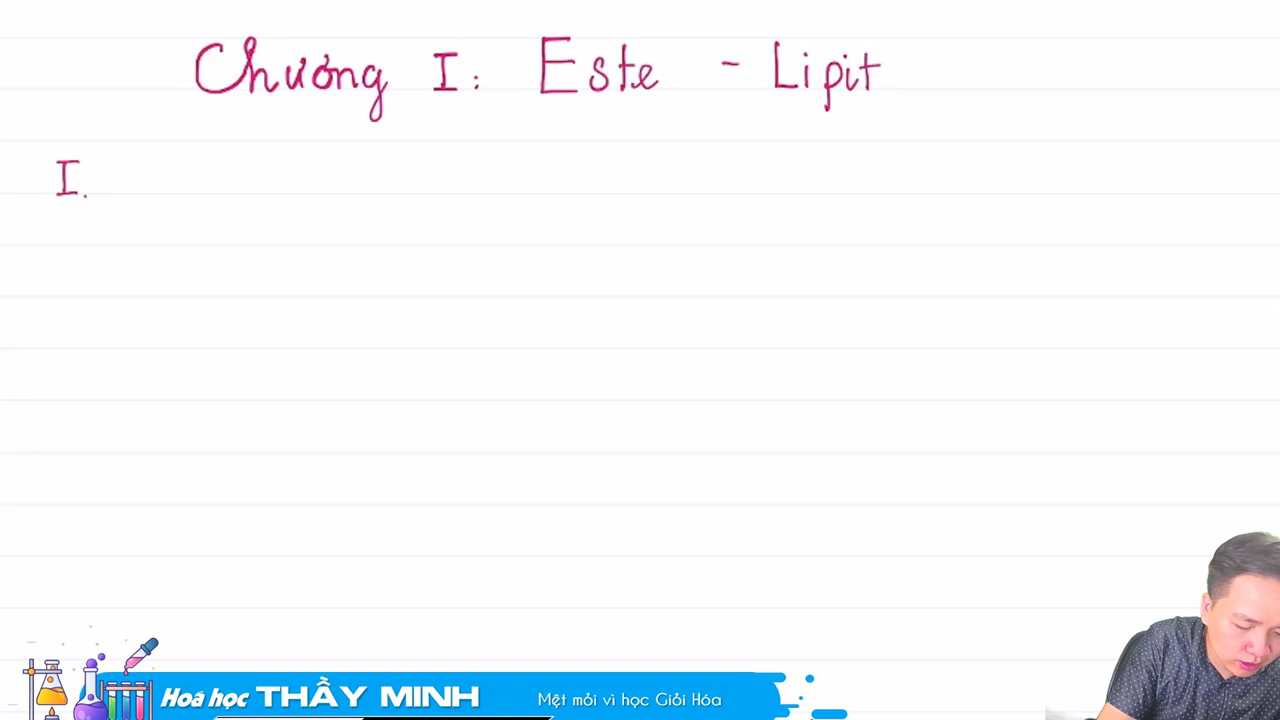 Chương I: Este - Lipit
I.
Hoá học THẦY MINH
Mệt mỏi vì học Giỏi Hóa